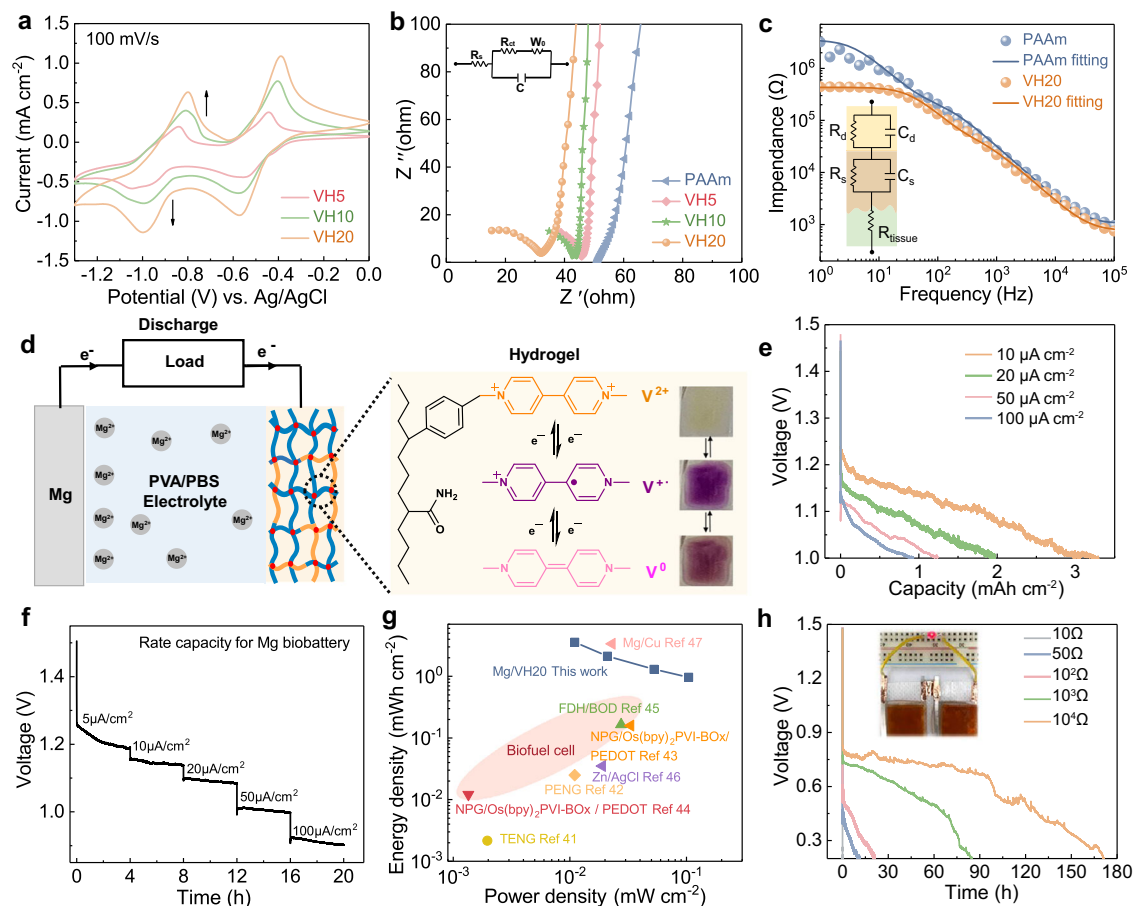 a
100 mV/s
Current (mA cm⁻²)
1.5
1.0
0.5
0.0
-0.5
-1.0
-1.5
VH5
VH10
VH20
-1.2 -1.0 -0.8 -0.6 -0.4 -0.2 0.0
Potential (V) vs. Ag/AgCl
b
Z ″(ohm)
100
80
60
40
20
0
Rs
Rct
W0
C
PAAm
VH5
VH10
VH20
0 20 40 60 80 100
Z ′(ohm)
c
Impendance (Ω)
10⁶
10⁵
10⁴
10³
PAAm
PAAm fitting
VH20
VH20 fitting
Rd
Cd
Rs
Cs
Rtissue
10⁰ 10¹ 10² 10³ 10⁴ 10⁵
Frequency (Hz)
d
Discharge
e⁻
Load
e⁻
Mg
Mg²⁺
Mg²⁺
Mg²⁺
Mg²⁺
PVA/PBS
Electrolyte
Mg²⁺
Mg²⁺
Mg²⁺
Mg²⁺
Mg²⁺
Hydrogel
N
N
V²⁺
e⁻
e⁻
N
N
V⁺·
NH₂
O
e⁻
e⁻
N
N
V⁰
e
Voltage (V)
1.5
1.4
1.3
1.2
1.1
1.0
10 μA cm⁻²
20 μA cm⁻²
50 μA cm⁻²
100 μA cm⁻²
0 1 2 3
Capacity (mAh cm⁻²)
f
Rate capacity for Mg biobattery
Voltage (V)
1.4
1.2
1.0
5μA/cm²
10μA/cm²
20μA/cm²
50μA/cm²
100μA/cm²
0 4 8 12 16 20
Time (h)
g
Energy density (mWh cm⁻²)
10⁰
10⁻¹
10⁻²
10⁻³
Mg/Cu Ref 47
Mg/VH20 This work
FDH/BOD Ref 45
Biofuel cell
NPG/Os(bpy)₂PVI-BOx/
PEDOT Ref 43
Zn/AgCl Ref 46
PENG Ref 42
NPG/Os(bpy)₂PVI-BOx / PEDOT Ref 44
TENG Ref 41
10⁻³ 10⁻² 10⁻¹
Power density (mW cm⁻²)
h
Voltage (V)
1.5
1.2
0.9
0.6
0.3
10Ω
50Ω
10²Ω
10³Ω
10⁴Ω
0 30 60 90 120 150 180
Time (h)